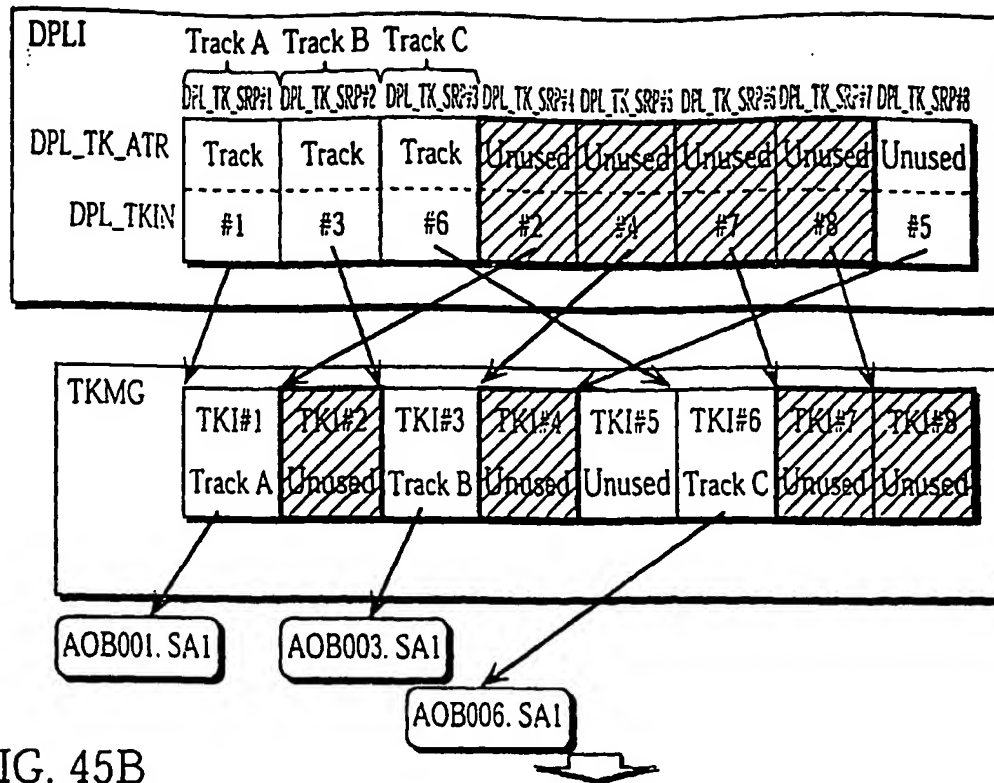 DPLI
Track A Track B Track C
DPL_TK_SRP#1 DPL_TK_SRP#2 DPL_TK_SRP#3 DPL_TK_SRP#4 DPL_TK_SRP#5 DPL_TK_SRP#6 DPL_TK_SRP#7 DPL_TK_SRP#8
DPL_TK_ATR Track Track Track Unused Unused Unused Unused Unused
DPL_TKIN #1 #3 #6 #2 #4 #7 #8 #5
TKMG
TKI#1 TKI#2 TKI#3 TKI#4 TKI#5 TKI#6 TKI#7 TKI#8
Track A Unused Track B Unused Unused Track C Unused Unused
AOB001. SA1 AOB003. SA1
AOB006. SA1
IG. 45B